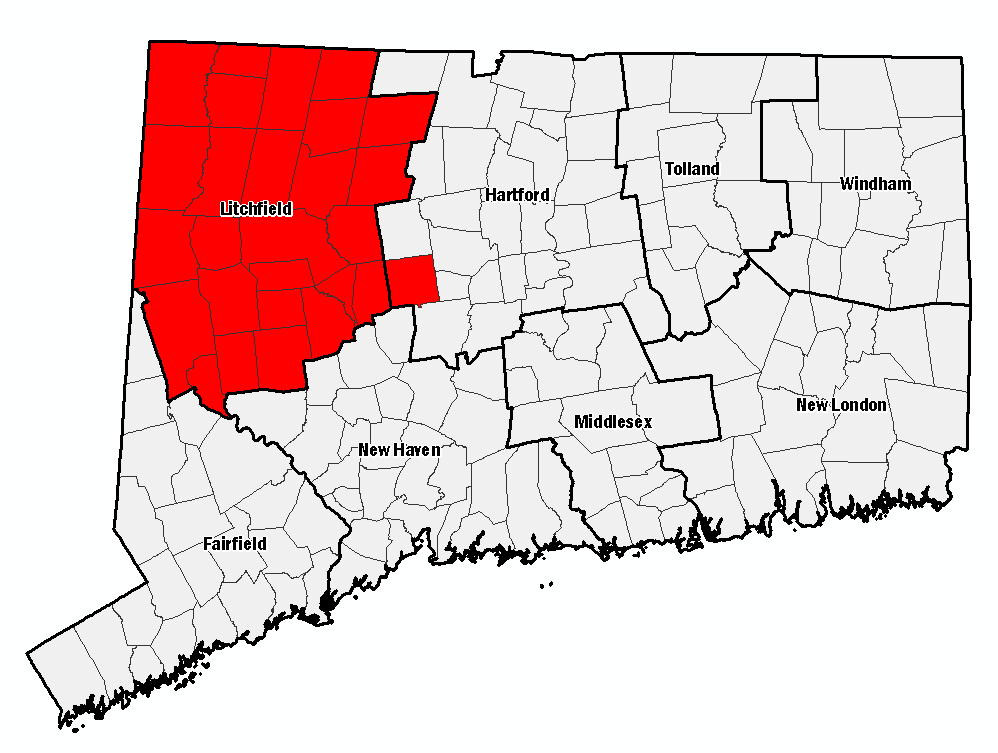 Tolland
Windham
Hartford
Litchfield
New London
Middlesex
New Haven
Fairfield